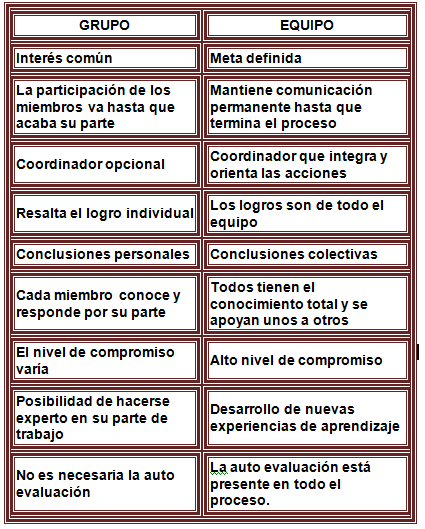 GRUPO EQUIPO
Interés común
Meta definida
La participación de los
miembros va hasta que
acaba su parte
Mantiene comunicación
permanente hasta que
termina el proceso
Coordinador opcional
Coordinador que integra y
orienta las acciones
Resalta el logro individual
Los logros son de todo el
equipo
Conclusiones personales
Conclusiones colectivas
Cada miembro conoce y
responde por su parte
Todos tienen el
conocimiento total y se
apoyan unos a otros
El nivel de compromiso
varía
Alto nivel de compromiso
Posibilidad de hacerse
experto en su parte de
trabajo
Desarrollo de nuevas
experiencias de aprendizaje
No es necesaria la auto
evaluación
La auto evaluación está
presente en todo el
proceso.